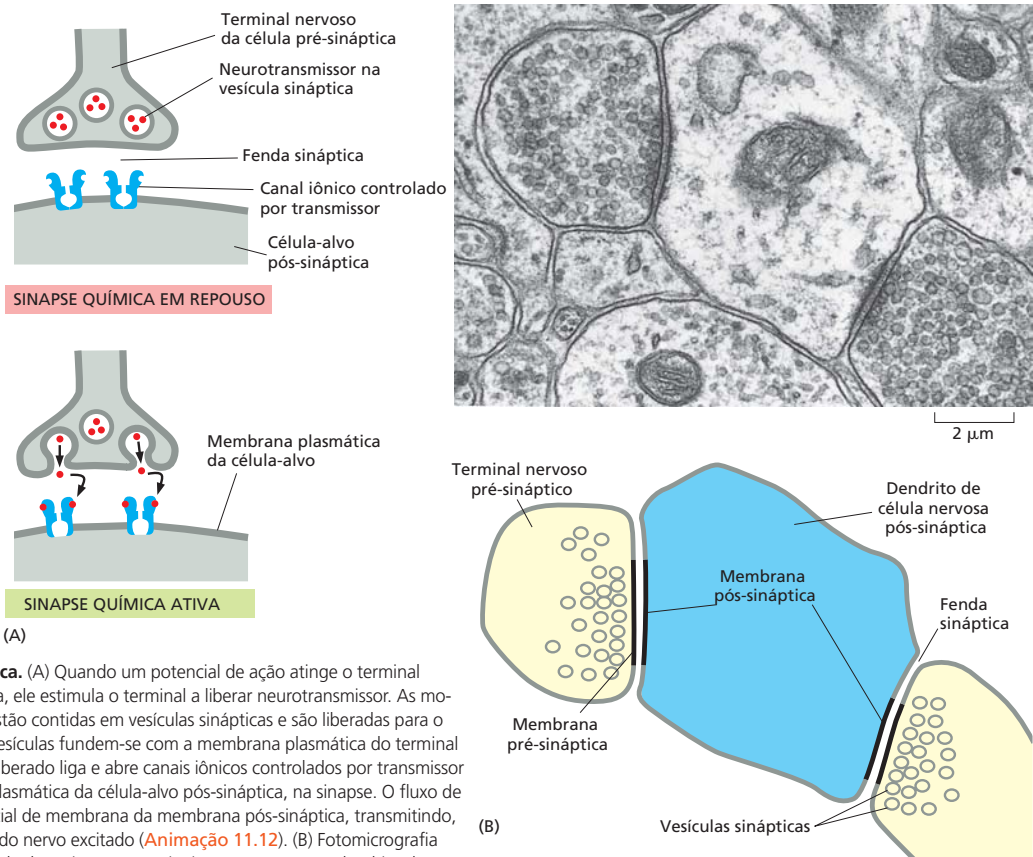 Terminal nervoso
da célula pré-sináptica
Neurotransmissor na
vesícula sináptica
Fenda sináptica
Canal iônico controlado
por transmissor
Célula-alvo
pós-sináptica
SINAPSE QUÍMICA EM REPOUSO
Membrana plasmática
da célula-alvo
SINAPSE QUÍMICA ATIVA
(A)
2 μm
Terminal nervoso
pré-sináptico
Dendrito de
célula nervosa
pós-sináptica
Membrana
pós-sináptica
Fenda
sináptica
Membrana
pré-sináptica
Vesículas sinápticas
(B)
ca. (A) Quando um potencial de ação atinge o terminal
a, ele estimula o terminal a liberar neurotransmissor. As mo-
stão contidas em vesículas sinápticas e são liberadas para o
esículas fundem-se com a membrana plasmática do terminal
berado liga e abre canais iônicos controlados por transmissor
lasmática da célula-alvo pós-sináptica, na sinapse. O fluxo de
ial de membrana da membrana pós-sináptica, transmitindo,
do nervo excitado (Animação 11.12). (B) Fotomicrografia